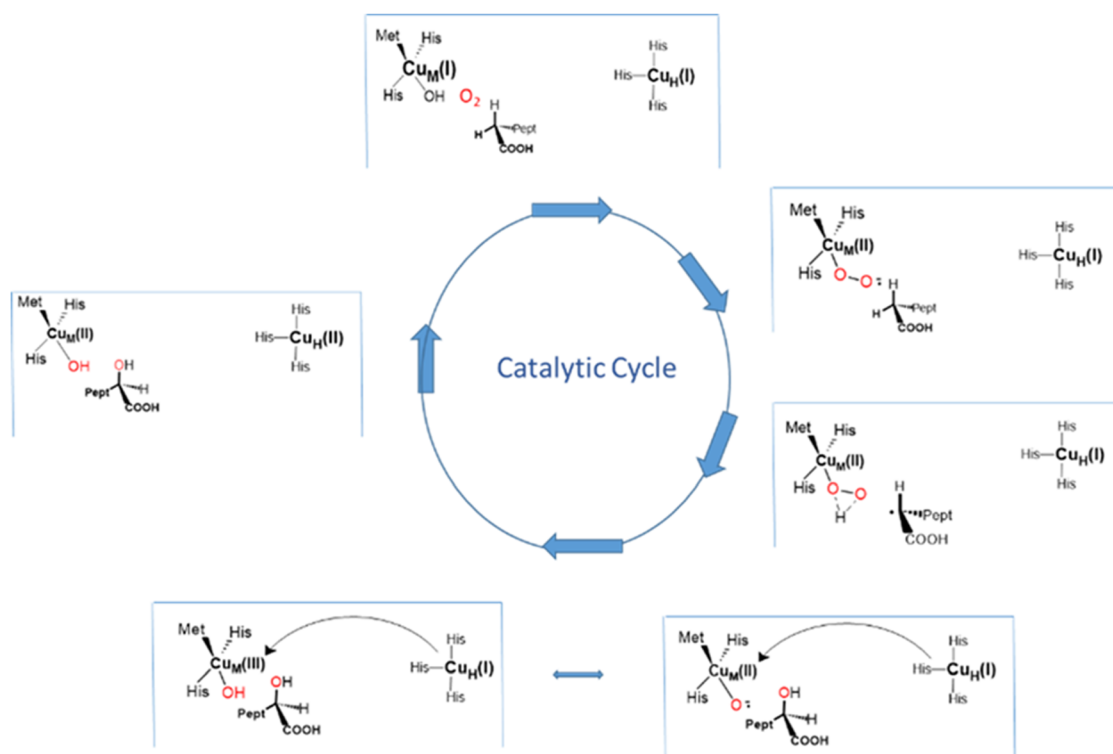 Met
His
CuM(I)
His
OH
O2
H
H
Pept
COOH
His
His
CuH(I)
His
Met
His
CuM(II)
His
O
O
H
H
Pept
COOH
His
His
CuH(I)
His
Met
His
CuM(II)
His
OH
OH
Pept
H
COOH
His
His
CuH(II)
His
Catalytic Cycle
Met
His
CuM(II)
His
O
O
H
H
Pept
COOH
His
His
CuH(I)
His
Met
His
CuM(III)
His
OH
OH
Pept
H
COOH
His
His
CuH(I)
His
Met
His
CuM(II)
O
OH
Pept
H
COOH
His
His
His
CuH(I)
His